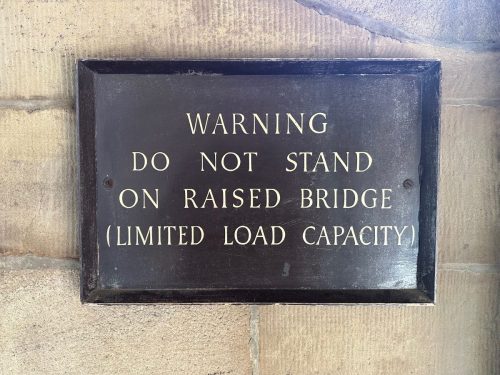 WARNING
DO NOT STAND
ON RAISED BRIDGE
(LIMITED LOAD CAPACITY)